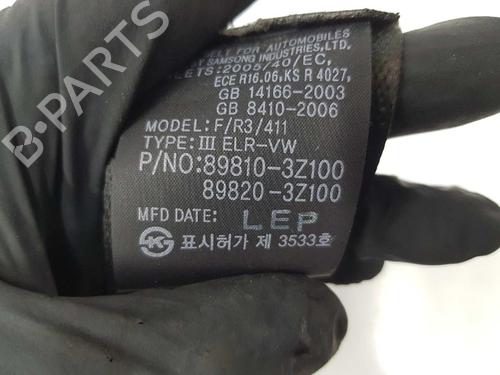 BELT FOR AUTOMOBILES
BY SAMSONG INDUSTRIES, LTD.
MEETS: 2005/40/EC,
ECE R16.06, KS R 4027,
GB 14166-2003
GB 8410-2006
MODEL: F/R3/411
TYPE: III ELR-VW
P/NO: 89810-3Z100
89820-3Z100
MFD DATE: LEP
표시허가 제 3533호
B-PARTS